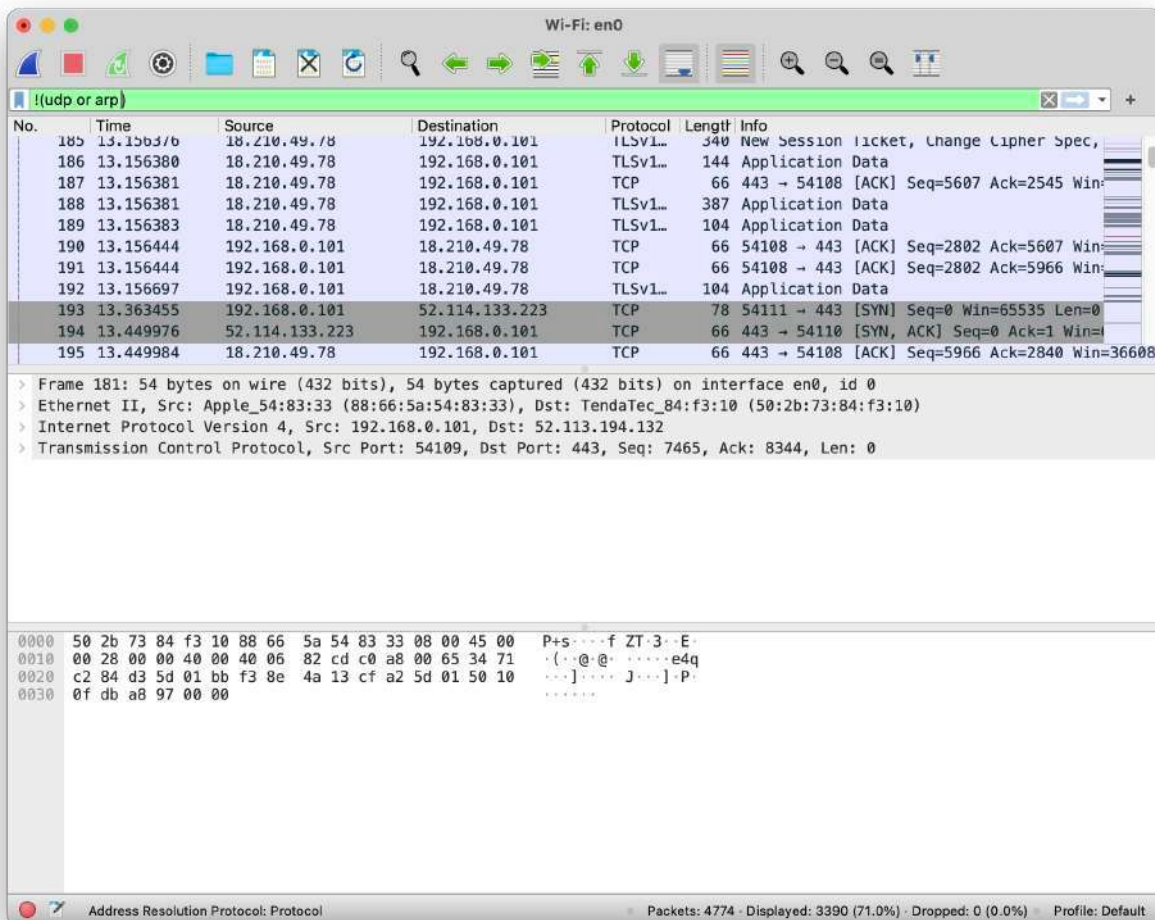 Wi-Fi: en0
!(udp or arp)
No. Time Source Destination Protocol Length Info
185 13.156376 18.210.49.78 192.168.0.101 TLSv1… 340 New Session Ticket, Change Cipher Spec,
186 13.156380 18.210.49.78 192.168.0.101 TLSv1… 144 Application Data
187 13.156381 18.210.49.78 192.168.0.101 TCP 66 443 → 54108 [ACK] Seq=5607 Ack=2545 Win=
188 13.156381 18.210.49.78 192.168.0.101 TLSv1… 387 Application Data
189 13.156383 18.210.49.78 192.168.0.101 TLSv1… 104 Application Data
190 13.156444 192.168.0.101 18.210.49.78 TCP 66 54108 → 443 [ACK] Seq=2802 Ack=5607 Win=
191 13.156444 192.168.0.101 18.210.49.78 TCP 66 54108 → 443 [ACK] Seq=2802 Ack=5966 Win=
192 13.156697 192.168.0.101 18.210.49.78 TLSv1… 104 Application Data
193 13.363455 192.168.0.101 52.114.133.223 TCP 78 54111 → 443 [SYN] Seq=0 Win=65535 Len=0
194 13.449976 52.114.133.223 192.168.0.101 TCP 66 443 → 54110 [SYN, ACK] Seq=0 Ack=1 Win=
195 13.449984 18.210.49.78 192.168.0.101 TCP 66 443 → 54108 [ACK] Seq=5966 Ack=2840 Win=36608
> Frame 181: 54 bytes on wire (432 bits), 54 bytes captured (432 bits) on interface en0, id 0
> Ethernet II, Src: Apple_54:83:33 (88:66:5a:54:83:33), Dst: TendaTec_84:f3:10 (50:2b:73:84:f3:10)
> Internet Protocol Version 4, Src: 192.168.0.101, Dst: 52.113.194.132
> Transmission Control Protocol, Src Port: 54109, Dst Port: 443, Seq: 7465, Ack: 8344, Len: 0
0000 50 2b 73 84 f3 10 88 66 5a 54 83 33 08 00 45 00 P+s····f ZT·3··E·
0010 00 28 00 00 40 00 40 06 82 cd c0 a8 00 65 34 71 ·(··@·@· ·····e4q
0020 c2 84 d3 5d 01 bb f3 8e 4a 13 cf a2 5d 01 50 10 ···]···· J···]·P·
0030 0f db a8 97 00 00 ······
Address Resolution Protocol: Protocol Packets: 4774 · Displayed: 3390 (71.0%) · Dropped: 0 (0.0%) Profile: Default